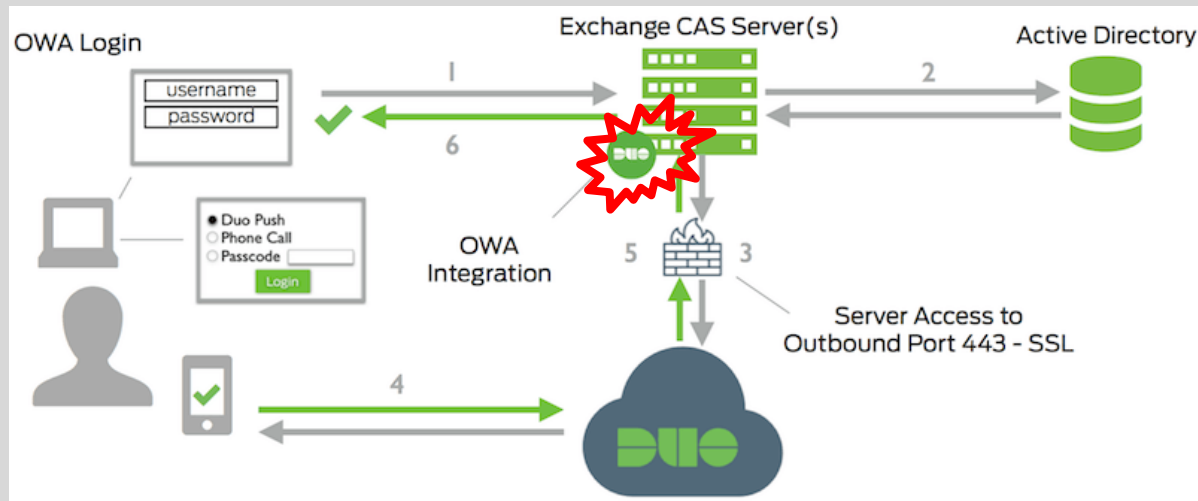 Exchange CAS Server(s)
OWA Login
Active Directory
username
password
1
2
6
DUO
Duo Push
Phone Call
Passcode
Login
OWA
Integration
5
3
Server Access to
Outbound Port 443 - SSL
4
DUO